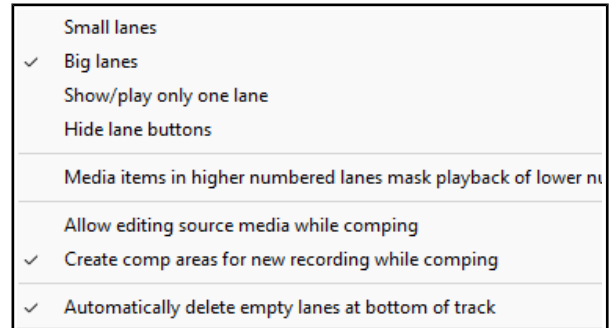 Small lanes
Big lanes
Show/play only one lane
Hide lane buttons
Media items in higher numbered lanes mask playback of lower
Allow editing source media while comping
Create comp areas for new recording while comping
Automatically delete empty lanes at bottom of track